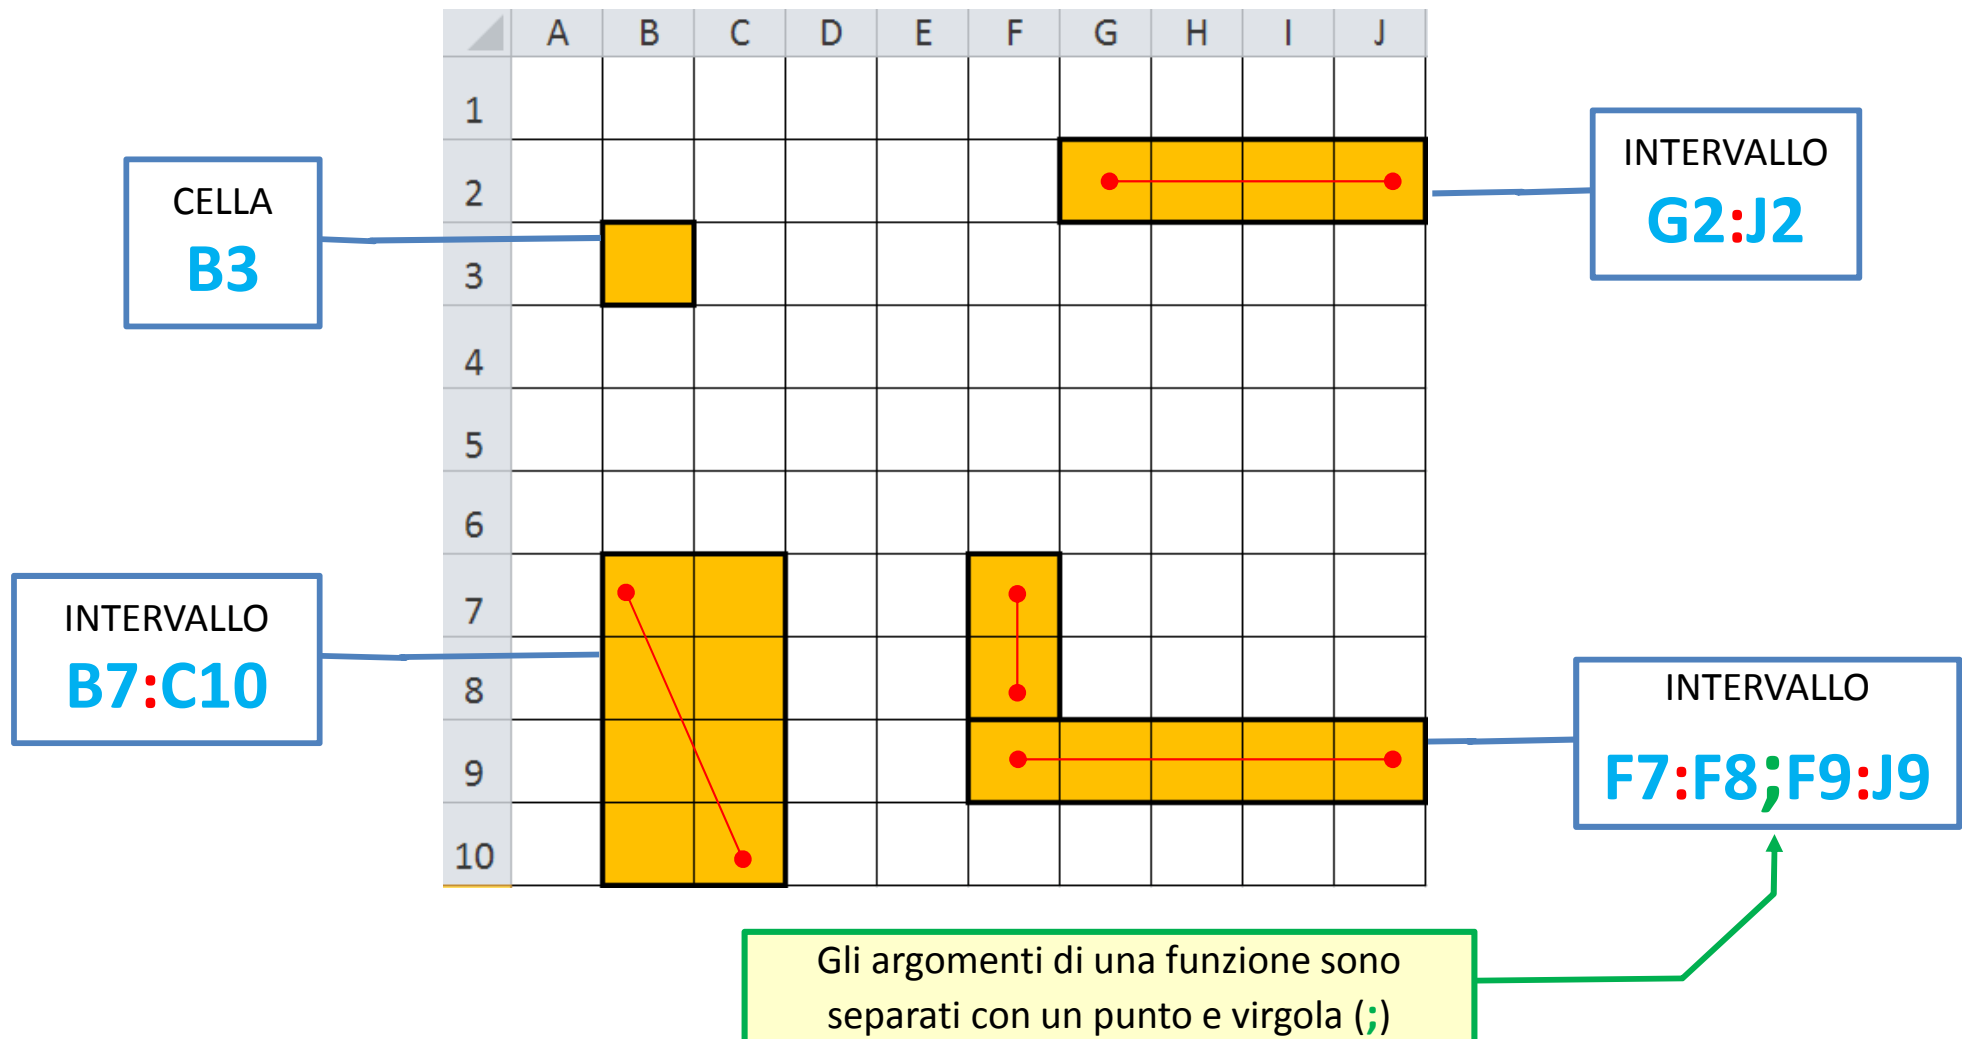 A B C D E F G H I J
1
2
3
4
5
6
7
8
9
10
CELLA
B3
INTERVALLO
G2:J2
INTERVALLO
B7:C10
INTERVALLO
F7:F8;F9:J9
Gli argomenti di una funzione sono
separati con un punto e virgola (;)